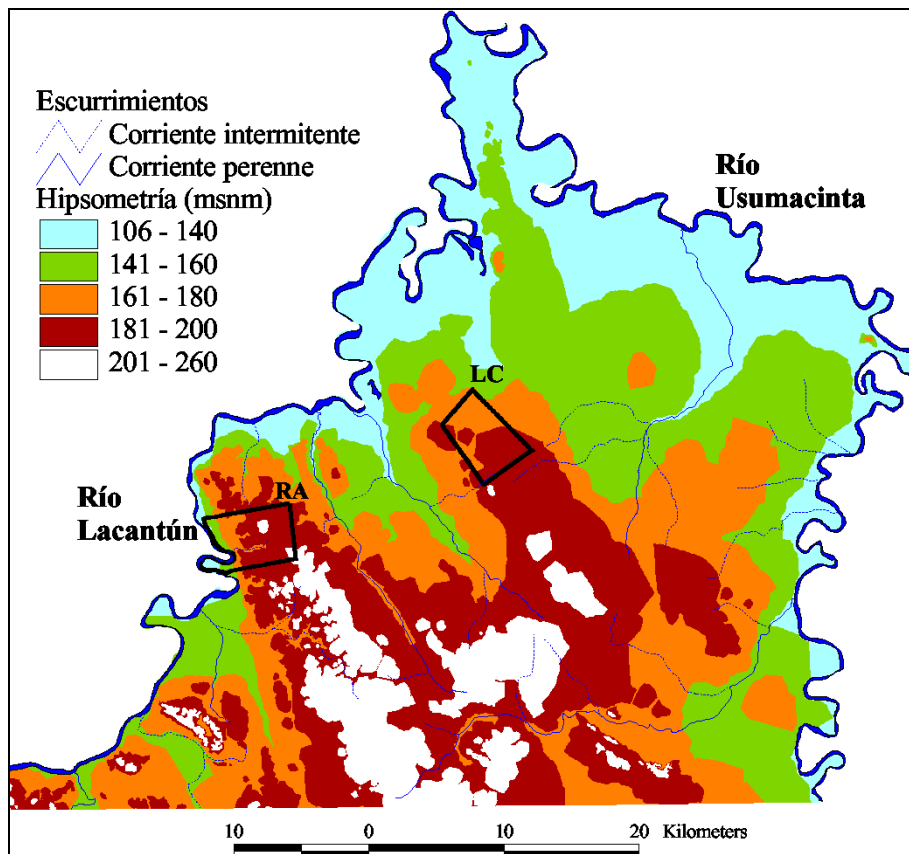 Escurrimientos
Corriente intermitente
Corriente perenne
Hipsometría (msnm)
106 - 140
141 - 160
161 - 180
181 - 200
201 - 260
Río
Usumacinta
LC
RA
Río
Lacantún
10 0 10 20 Kilometers